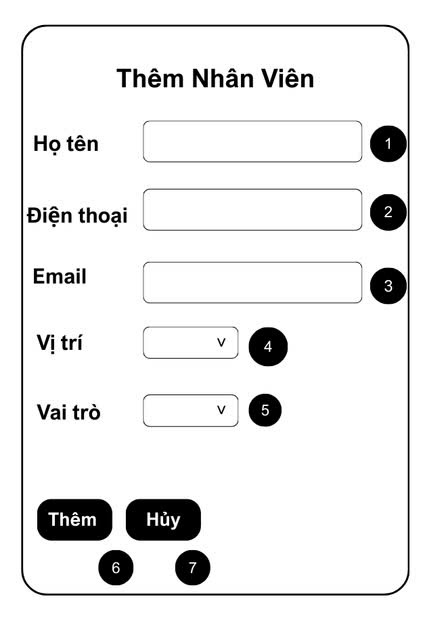 Thêm Nhân Viên
Họ tên 1
Điện thoại 2
Email 3
Vị trí v 4
Vai trò v 5
Thêm Hủy
6 7